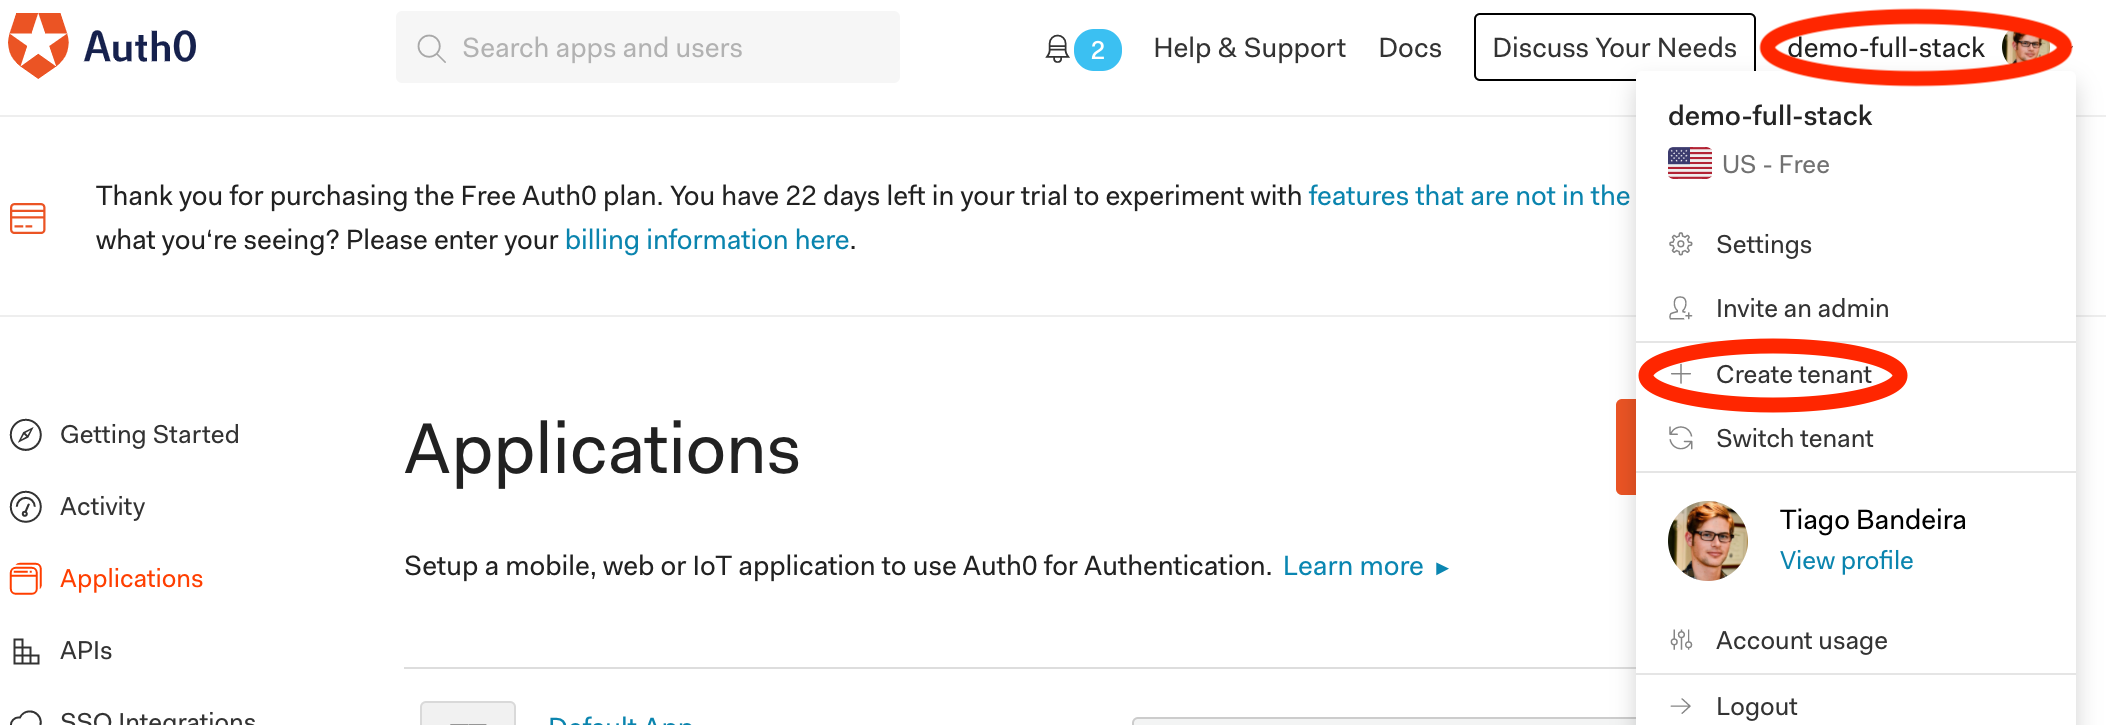 Auth0
Search apps and users
2
Help & Support
Docs
Discuss Your Needs
demo-full-stack
demo-full-stack
US - Free
Thank you for purchasing the Free Auth0 plan. You have 22 days left in your trial to experiment with features that are not in the
what you‘re seeing? Please enter your billing information here.
Settings
Invite an admin
Create tenant
Switch tenant
Tiago Bandeira
View profile
Account usage
Logout
Getting Started
Activity
Applications
APIs
SSO Integrations
Applications
Setup a mobile, web or IoT application to use Auth0 for Authentication. Learn more ▸
Default App